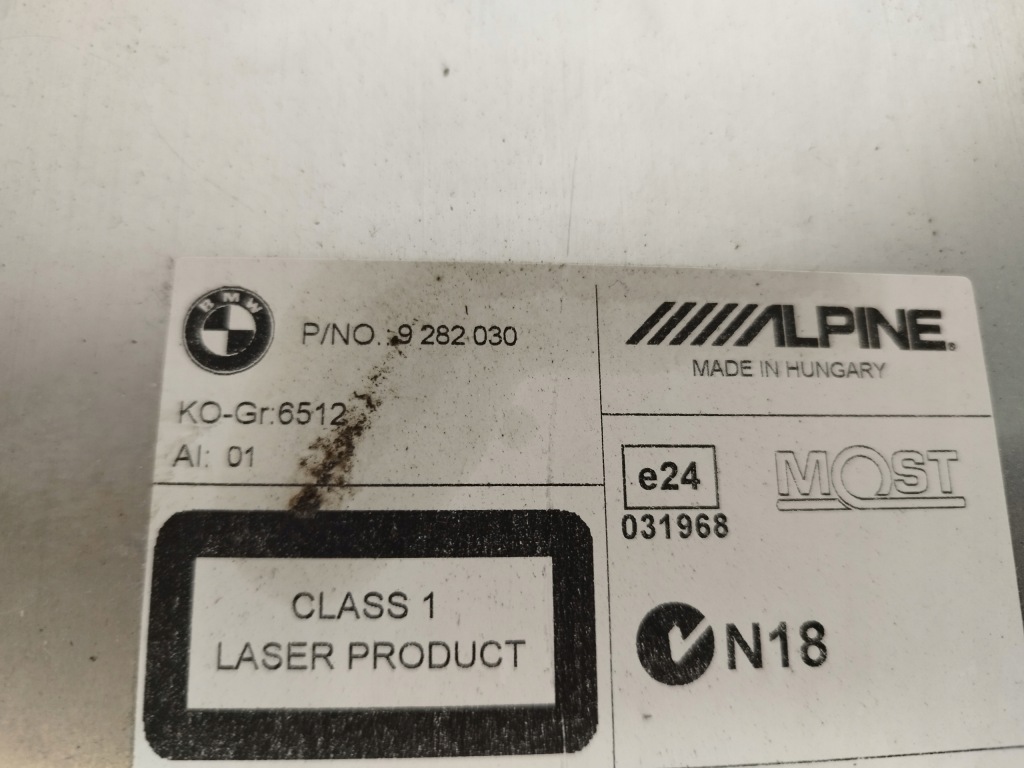 BMW
P/NO.: 9 282 030
KO-Gr:6512
AI: 01
CLASS 1
LASER PRODUCT
ALPINE®
MADE IN HUNGARY
e24
031968
MOST
N18